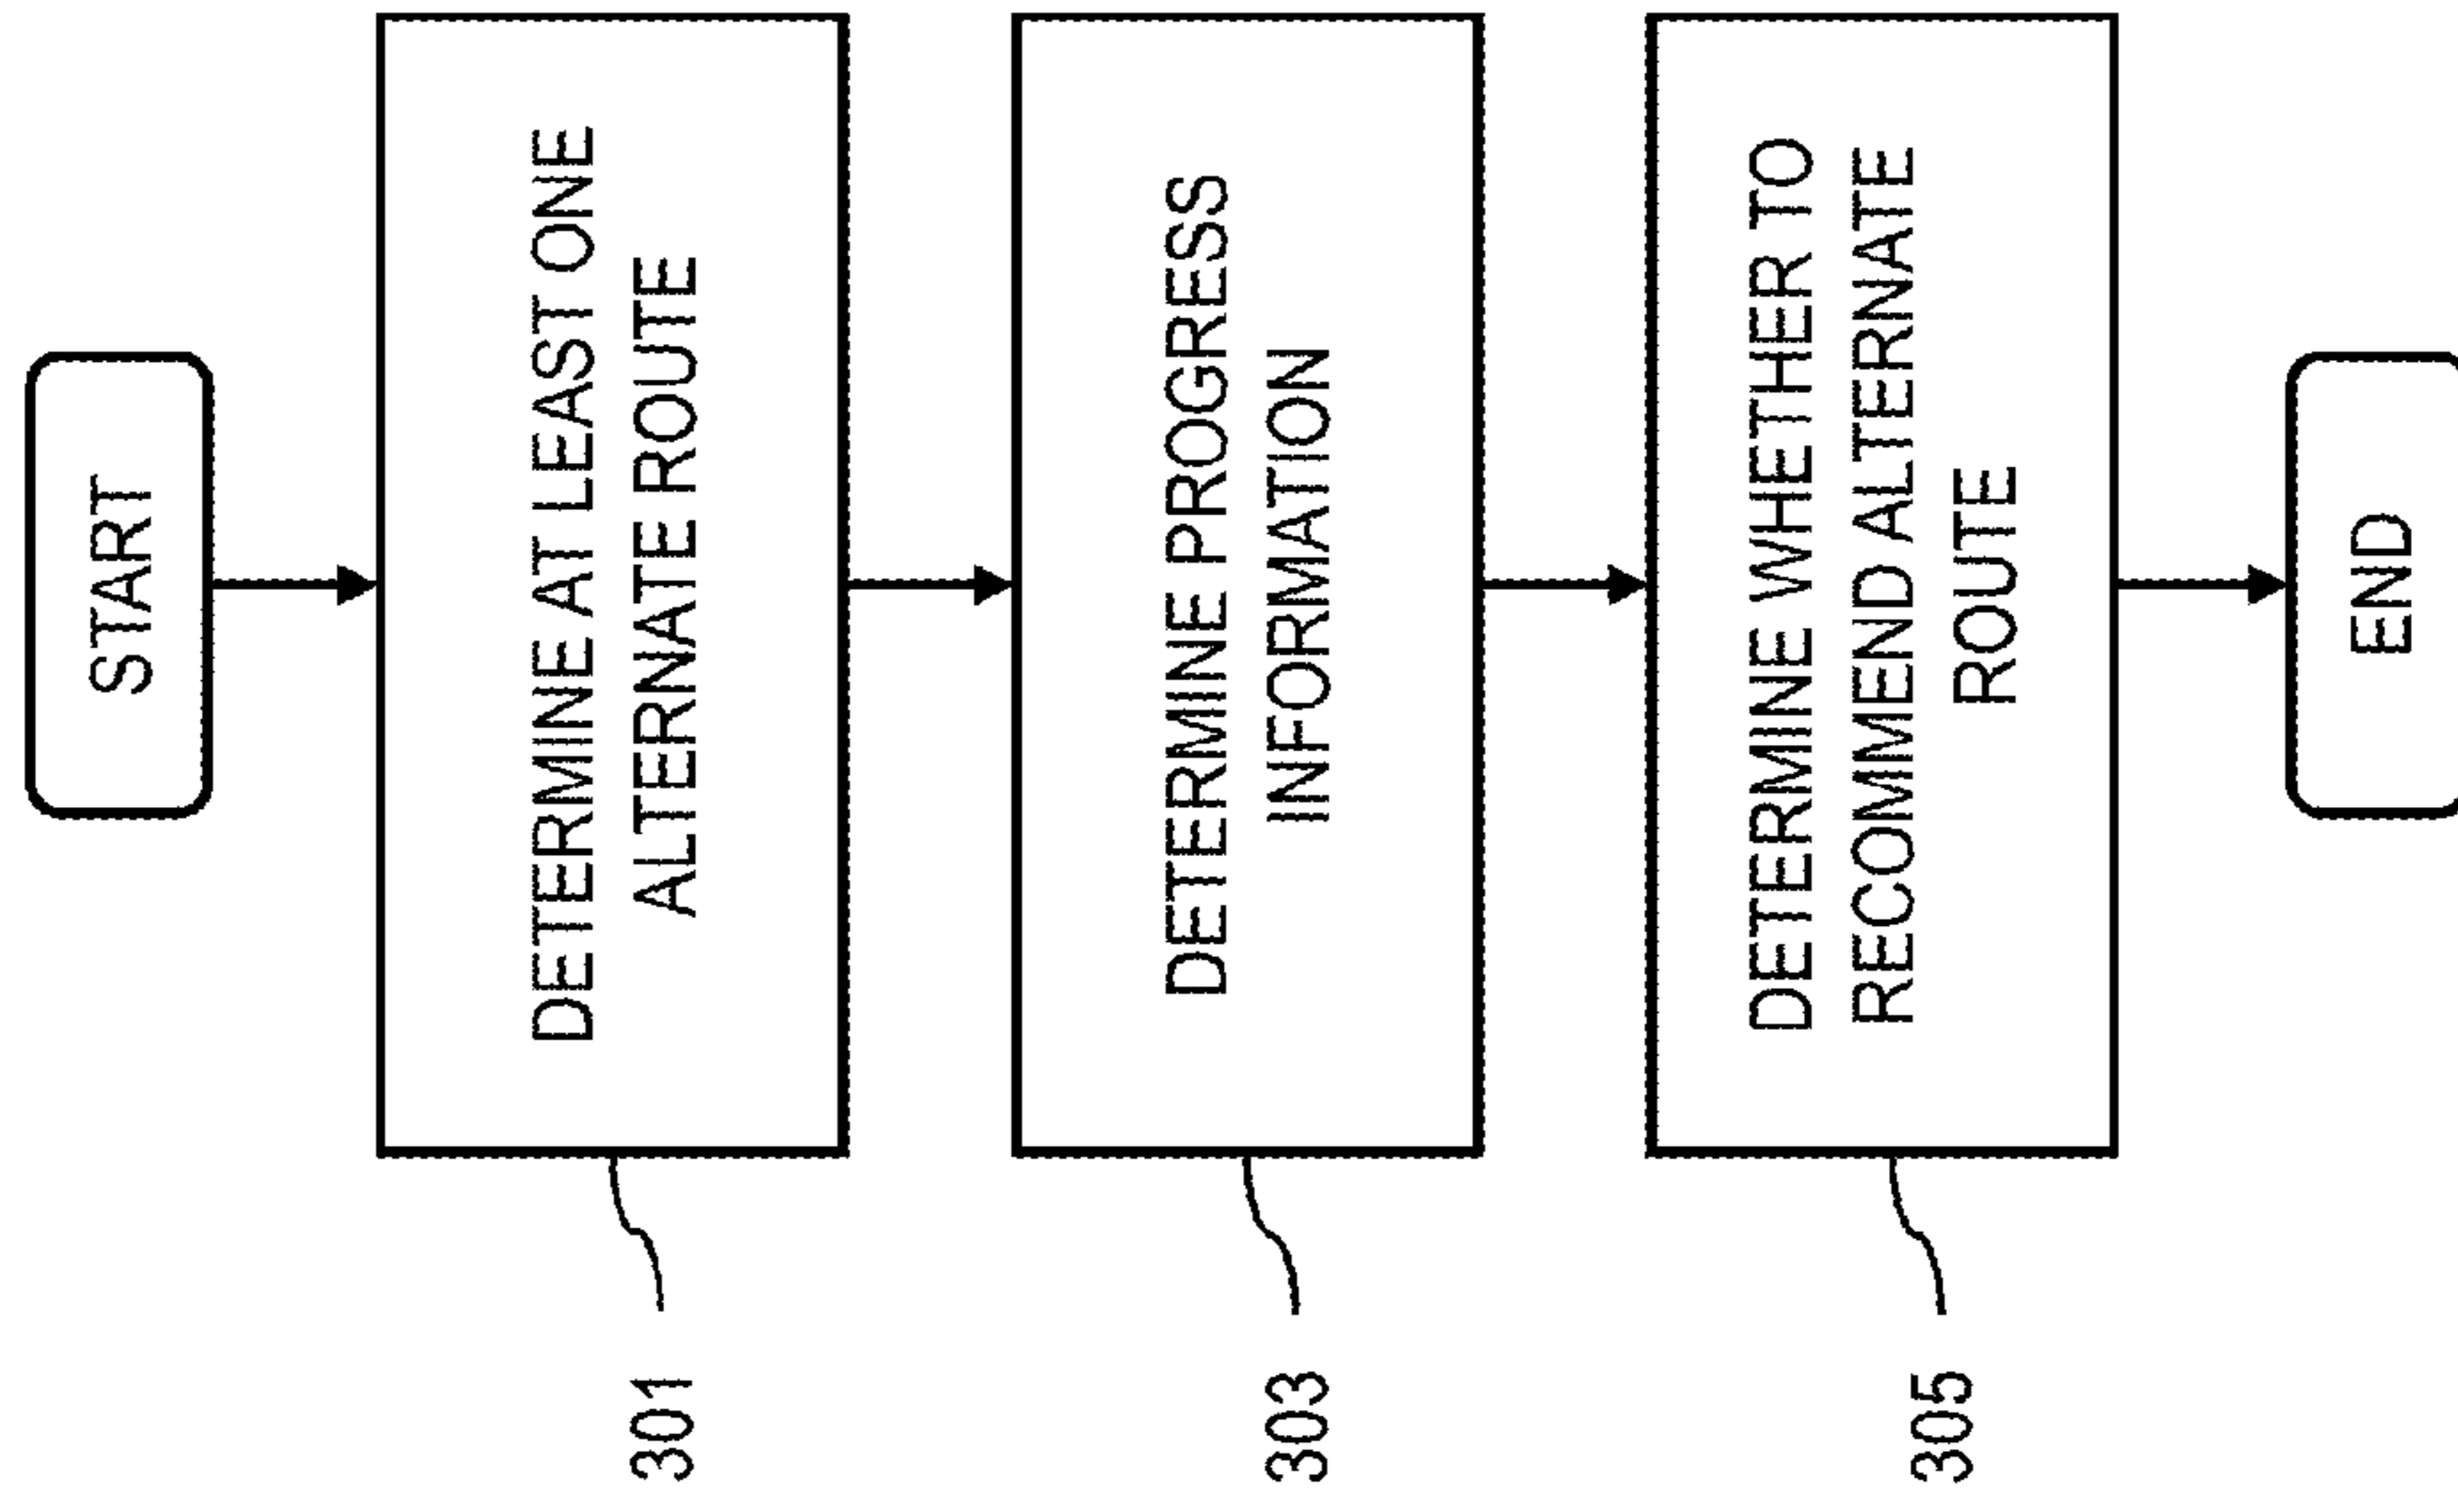 START
DETERMINE AT LEAST ONE
ALTERNATE ROUTE
301
DETERMINE PROGRESS
INFORMATION
303
DETERMINE WHETHER TO
RECOMMEND ALTERNATE
ROUTE
305
END